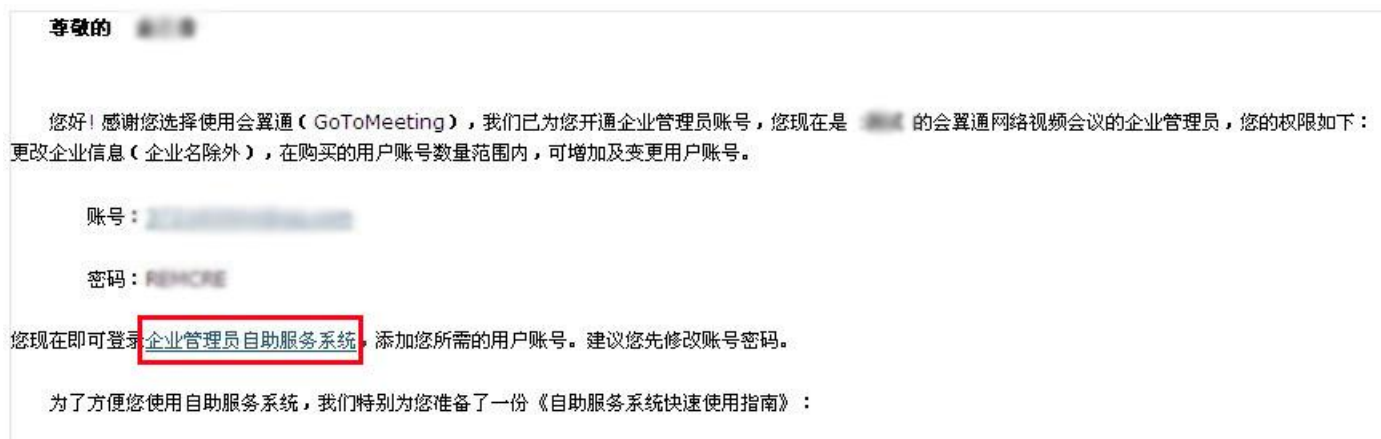 尊敬的
您好！感谢您选择使用会翼通（GoToMeeting），我们已为您开通企业管理员账号，您现在是 的会翼通网络视频会议的企业管理员，您的权限如下：
更改企业信息（企业名除外），在购买的用户账号数量范围内，可增加及变更用户账号。
账号：
密码：
您现在即可登录企业管理员自助服务系统，添加您所需的用户账号。建议您先修改账号密码。
为了方便您使用自助服务系统，我们特别为您准备了一份《自助服务系统快速使用指南》：